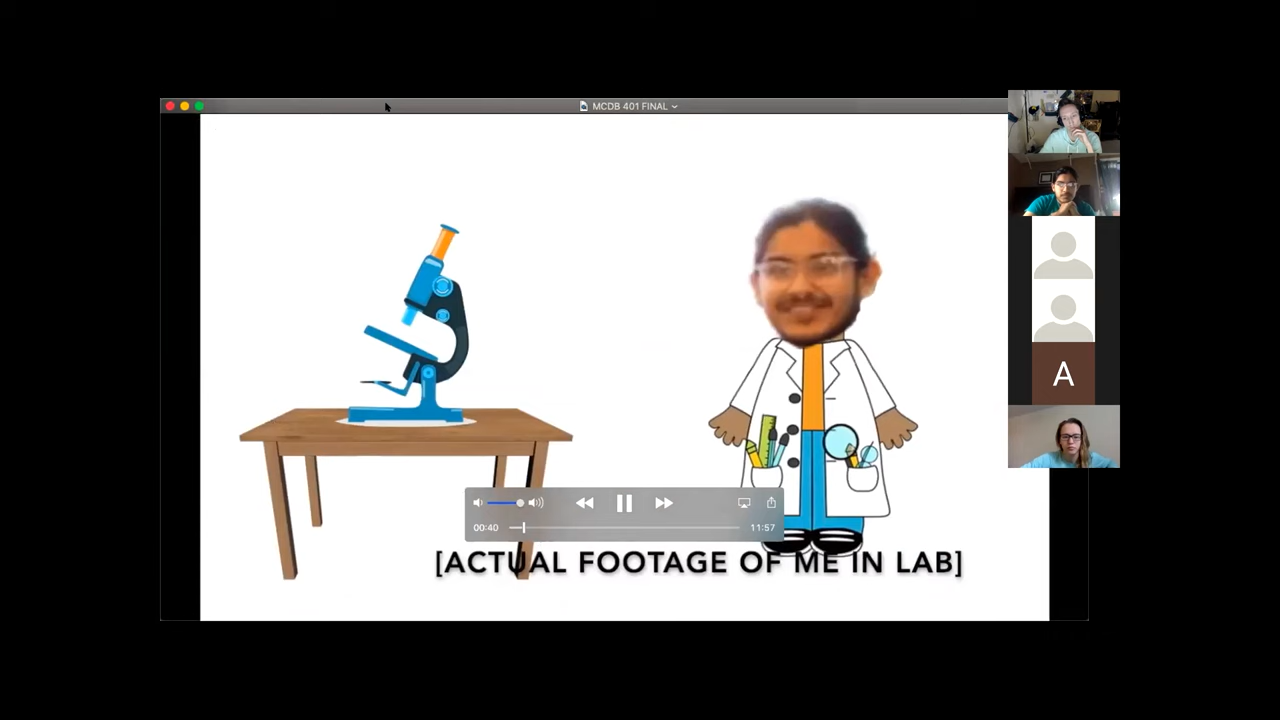 MCDB 401 FINAL
A
00:40
11:57
[ACTUAL FOOTAGE OF ME IN LAB]